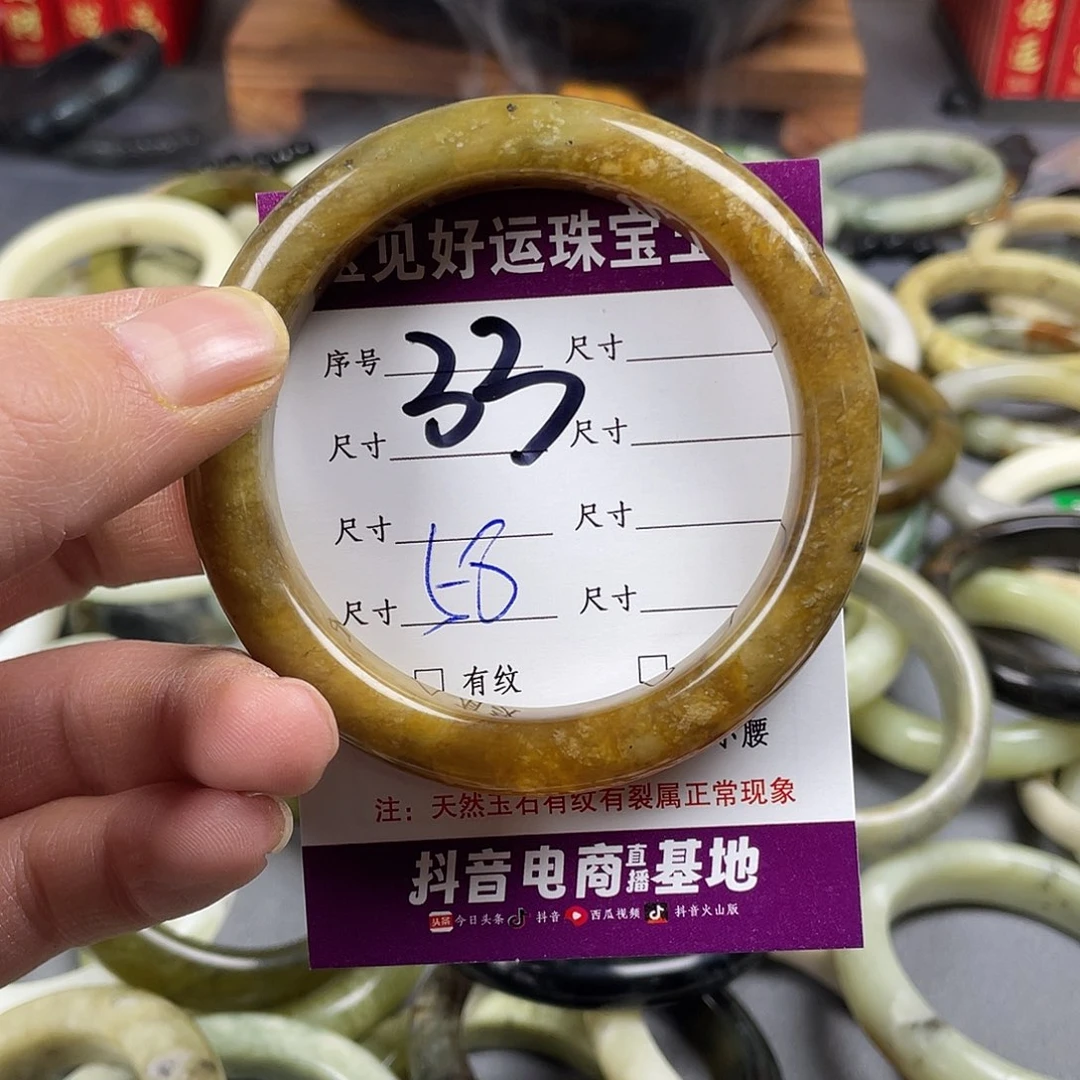 见好运珠宝
序号 33 尺寸
尺寸 尺寸
尺寸 尺寸
尺寸 58 尺寸
□ 有纹 □
小腰
注：天然玉石有纹有裂属正常现象
抖音电商直播基地
头条 今日头条 抖音 西瓜视频 抖音火山版